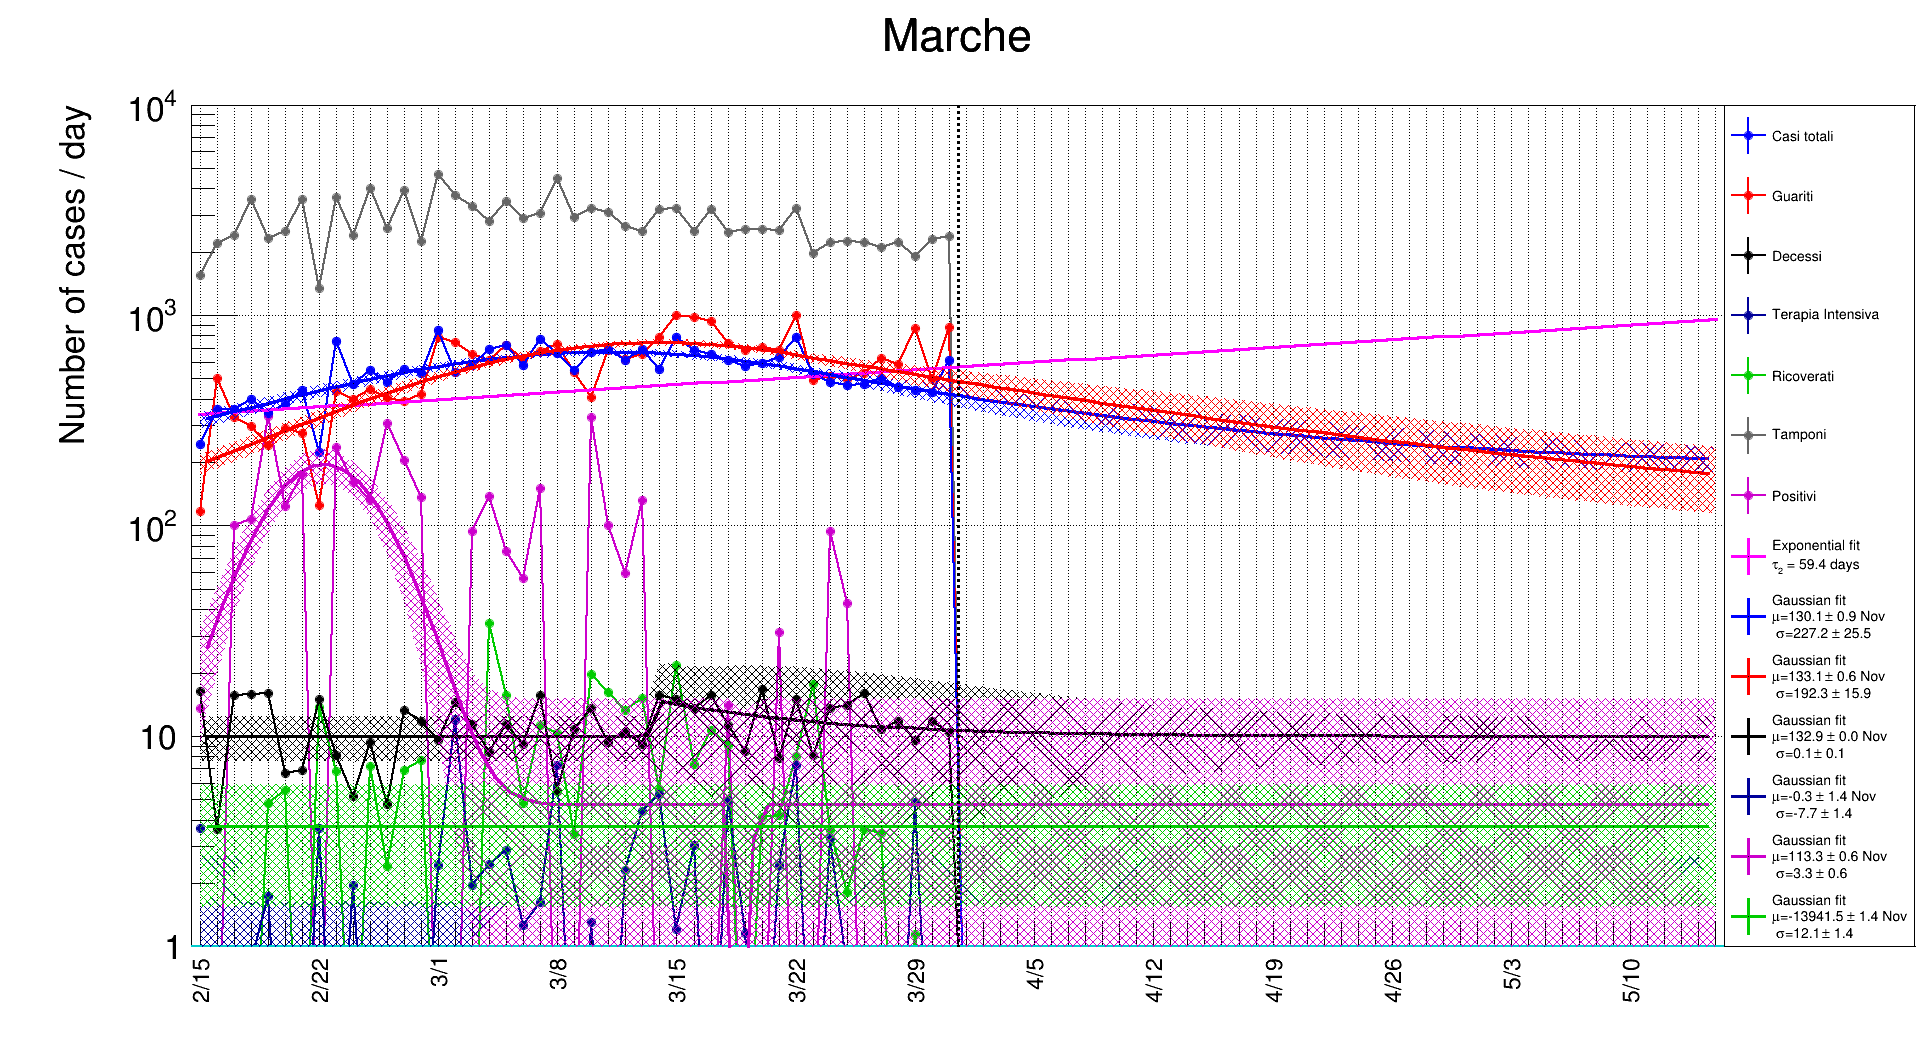 Marche
Number of cases / day
10^4
10^3
10^2
10
1
2/15
2/22
3/1
3/8
3/15
3/22
3/29
4/5
4/12
4/19
4/26
5/3
5/10
Casi totali
Guariti
Decessi
Terapia Intensiva
Ricoverati
Tamponi
Positivi
Exponential fit
τ₂ = 59.4 days
Gaussian fit
μ=130.1 ± 0.9 Nov
σ=227.2 ± 25.5
Gaussian fit
μ=133.1 ± 0.6 Nov
σ=192.3 ± 15.9
Gaussian fit
μ=132.9 ± 0.0 Nov
σ=0.1 ± 0.1
Gaussian fit
μ=-0.3 ± 1.4 Nov
σ=-7.7 ± 1.4
Gaussian fit
μ=113.3 ± 0.6 Nov
σ=3.3 ± 0.6
Gaussian fit
μ=-13941.5 ± 1.4 Nov
σ=12.1 ± 1.4